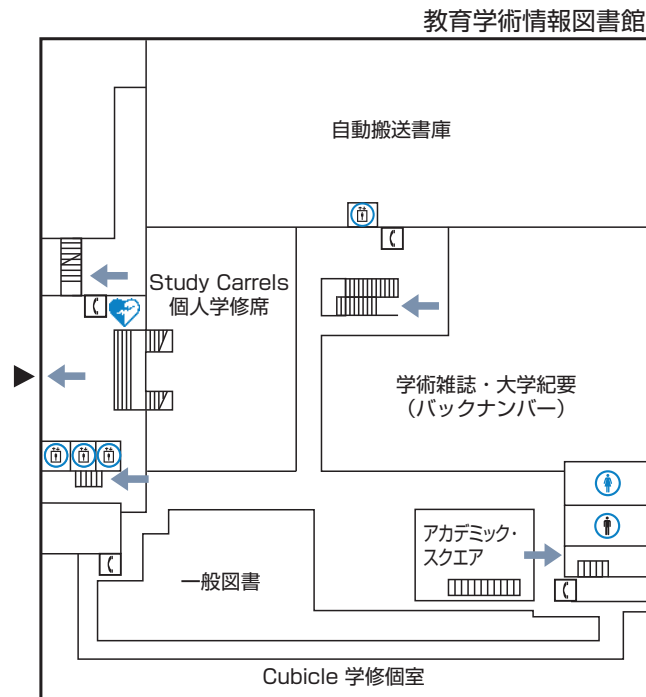 教育学術情報図書館
自動搬送書庫
Study Carrels
個人学修席
学術雑誌・大学紀要
（バックナンバー）
アカデミック・
スクエア
一般図書
Cubicle 学修個室